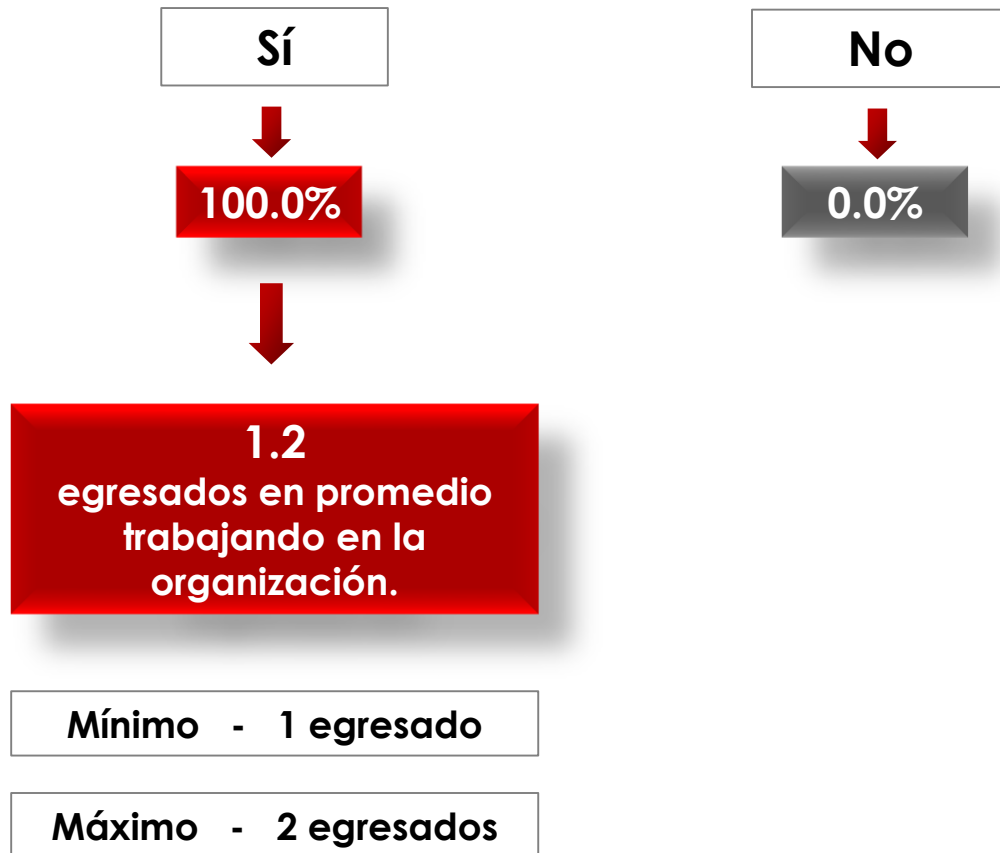 Sí
No
100.0%
0.0%
1.2
egresados en promedio
trabajando en la
organización.
Mínimo - 1 egresado
Máximo - 2 egresados